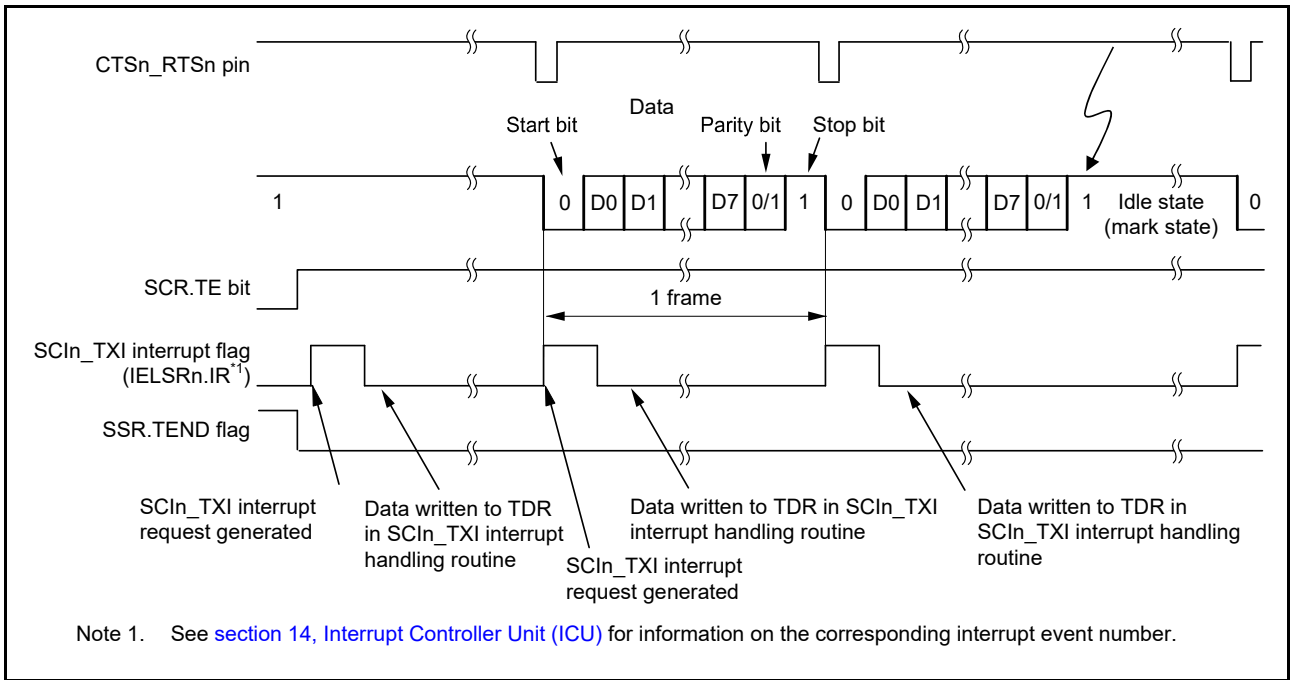 CTSn_RTSn pin
Data
Start bit
Parity bit
Stop bit
1
0
D0
D1
D7
0/1
1
0
D0
D1
D7
0/1
1
Idle state
(mark state)
0
SCR.TE bit
1 frame
SCIn_TXI interrupt flag
(IELSRn.IR*1)
SSR.TEND flag
SCIn_TXI interrupt
request generated
Data written to TDR
in SCIn_TXI interrupt
handling routine
SCIn_TXI interrupt
request generated
Data written to TDR in SCIn_TXI
interrupt handling routine
Data written to TDR in
SCIn_TXI interrupt handling
routine
Note 1. See section 14, Interrupt Controller Unit (ICU) for information on the corresponding interrupt event number.